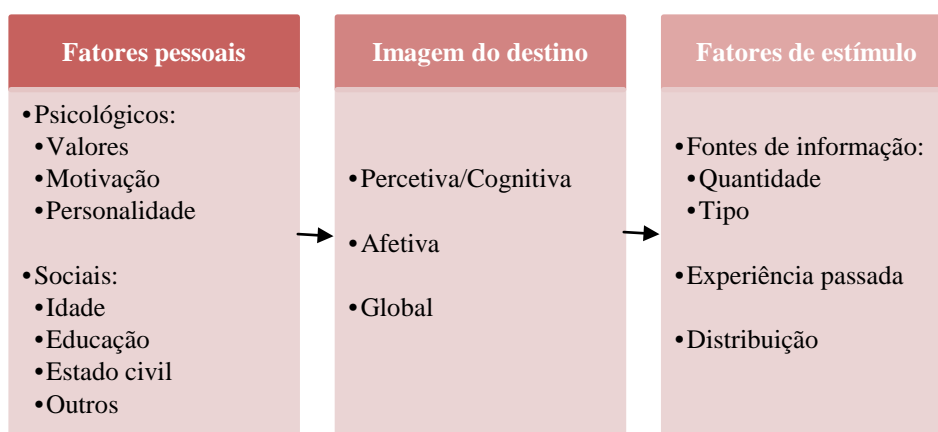 Fatores pessoais
•Psicológicos:
•Valores
•Motivação
•Personalidade
•Sociais:
•Idade
•Educação
•Estado civil
•Outros
Imagem do destino
•Percetiva/Cognitiva
•Afetiva
•Global
Fatores de estímulo
•Fontes de informação:
•Quantidade
•Tipo
•Experiência passada
•Distribuição